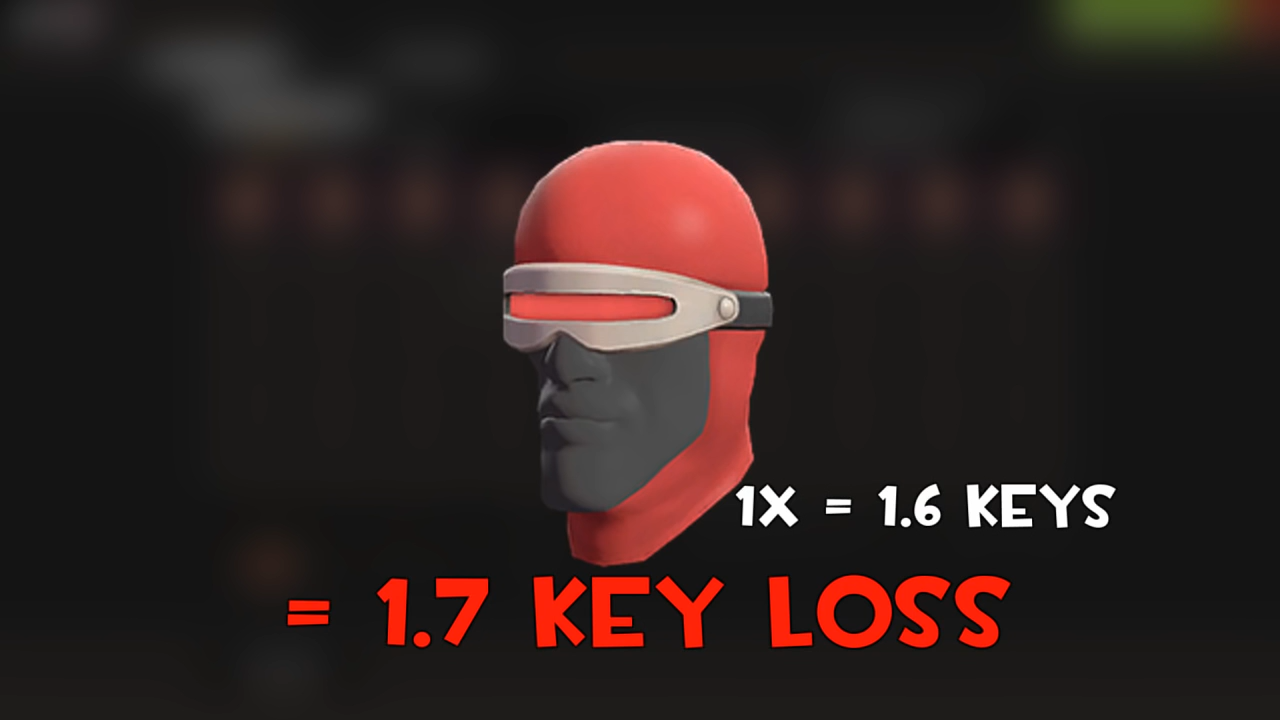 1X = 1.6 KEYS
= 1.7 KEY LOSS